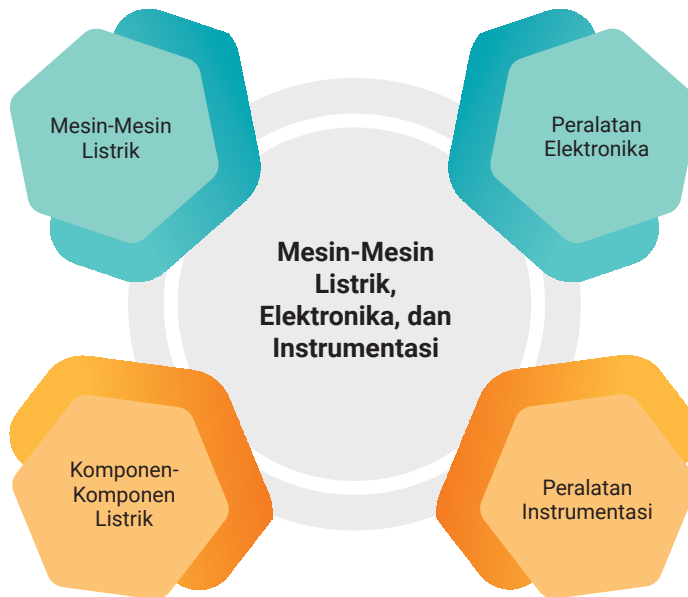 Mesin-Mesin
Listrik
Peralatan
Elektronika
Mesin-Mesin
Listrik,
Elektronika, dan
Instrumentasi
Komponen-
Komponen
Listrik
Peralatan
Instrumentasi